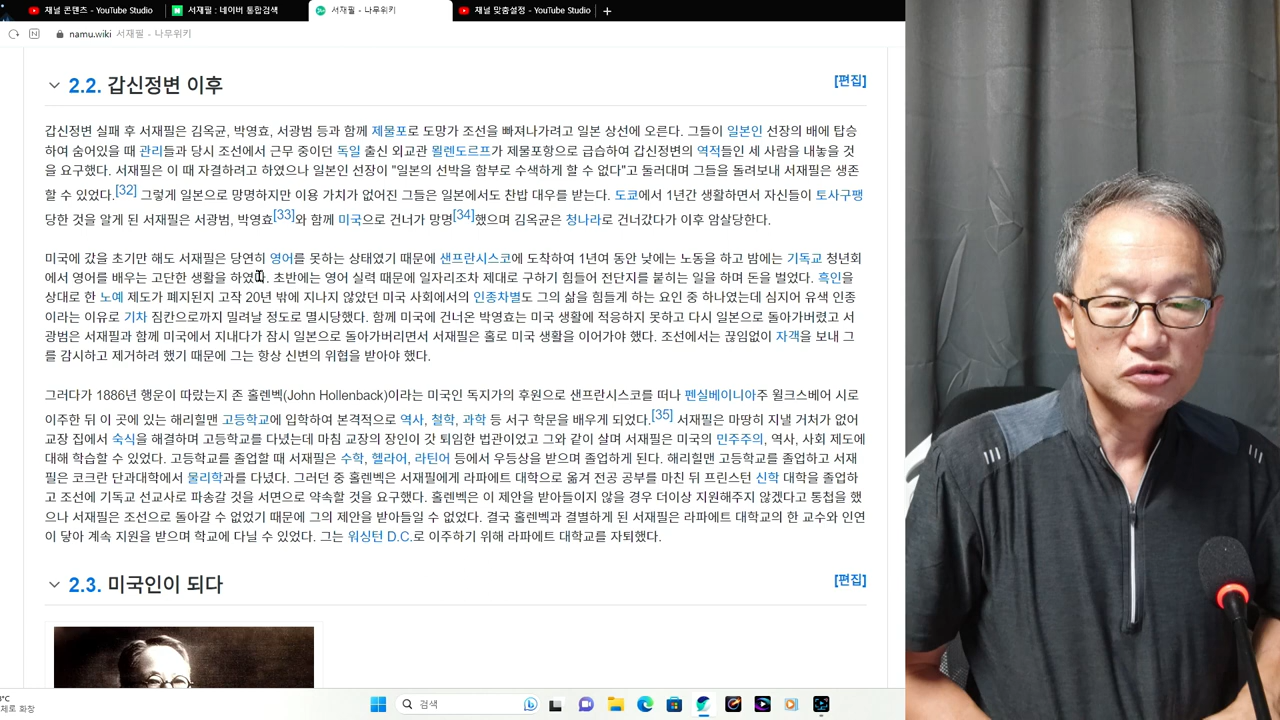 채널 콘텐츠 - YouTube Studio
서재필 : 네이버 통합검색
서재필 - 나무위키
채널 맞춤설정 - YouTube Studio
namu.wiki 서재필 - 나무위키
2.2. 갑신정변 이후
[편집]
갑신정변 실패 후 서재필은 김옥균, 박영효, 서광범 등과 함께 제물포로 도망가 조선을 빠져나가려고 일본 상선에 오른다. 그들이 일본인 선장의 배에 탑승
하여 숨어있을 때 관리들과 당시 조선에서 근무 중이던 독일 출신 외교관 묄렌도르프가 제물포항으로 급습하여 갑신정변의 역적들인 세 사람을 내놓을 것
을 요구했다. 서재필은 이 때 자결하려고 하였으나 일본인 선장이 "일본의 선박을 함부로 수색하게 할 수 없다"고 둘러대며 그들을 돌려보내 서재필은 생존
할 수 있었다.[32] 그렇게 일본으로 망명하지만 이용 가치가 없어진 그들은 일본에서도 찬밥 대우를 받는다. 도쿄에서 1년간 생활하면서 자신들이 토사구팽
당한 것을 알게 된 서재필은 서광범, 박영효[33]와 함께 미국으로 건너가 망명[34]했으며 김옥균은 청나라로 건너갔다가 이후 암살당한다.
미국에 갔을 초기만 해도 서재필은 당연히 영어를 못하는 상태였기 때문에 샌프란시스코에 도착하여 1년여 동안 낮에는 노동을 하고 밤에는 기독교 청년회
에서 영어를 배우는 고단한 생활을 하였다. 초반에는 영어 실력 때문에 일자리조차 제대로 구하기 힘들어 전단지를 붙히는 일을 하며 돈을 벌었다. 흑인을
상대로 한 노예 제도가 폐지된지 고작 20년 밖에 지나지 않았던 미국 사회에서의 인종차별도 그의 삶을 힘들게 하는 요인 중 하나였는데 심지어 유색 인종
이라는 이유로 기차 짐칸으로까지 밀려날 정도로 멸시당했다. 함께 미국에 건너온 박영효는 미국 생활에 적응하지 못하고 다시 일본으로 돌아가버렸고 서
광범은 서재필과 함께 미국에서 지내다가 잠시 일본으로 돌아가버리면서 서재필은 홀로 미국 생활을 이어가야 했다. 조선에서는 끊임없이 자객을 보내 그
를 감시하고 제거하려 했기 때문에 그는 항상 신변의 위협을 받아야 했다.
그러다가 1886년 행운이 따랐는지 존 홀렌벡(John Hollenback)이라는 미국인 독지가의 후원으로 샌프란시스코를 떠나 펜실베이니아주 윌크스베어 시로
이주한 뒤 이 곳에 있는 해리힐맨 고등학교에 입학하여 본격적으로 역사, 철학, 과학 등 서구 학문을 배우게 되었다.[35] 서재필은 마땅히 지낼 거처가 없어
교장 집에서 숙식을 해결하며 고등학교를 다녔는데 마침 교장의 장인이 갓 퇴임한 법관이었고 그와 같이 살며 서재필은 미국의 민주주의, 역사, 사회 제도에
대해 학습할 수 있었다. 고등학교를 졸업할 때 서재필은 수학, 헬라어, 라틴어 등에서 우등상을 받으며 졸업하게 된다. 해리힐맨 고등학교를 졸업하고 서재
필은 코크란 단과대학에서 물리학과를 다녔다. 그러던 중 홀렌벡은 서재필에게 라파에트 대학으로 옮겨 전공 공부를 마친 뒤 프린스턴 신학 대학을 졸업하
고 조선에 기독교 선교사로 파송갈 것을 서면으로 약속할 것을 요구했다. 홀렌벡은 이 제안을 받아들이지 않을 경우 더이상 지원해주지 않겠다고 통첩을 했
으나 서재필은 조선으로 돌아갈 수 없었기 때문에 그의 제안을 받아들일 수 없었다. 결국 홀렌벡과 결별하게 된 서재필은 라파에트 대학교의 한 교수와 인연
이 닿아 계속 지원을 받으며 학교에 다닐 수 있었다. 그는 워싱턴 D.C.로 이주하기 위해 라파에트 대학교를 자퇴했다.
2.3. 미국인이 되다
[편집]
검색
체로 화창